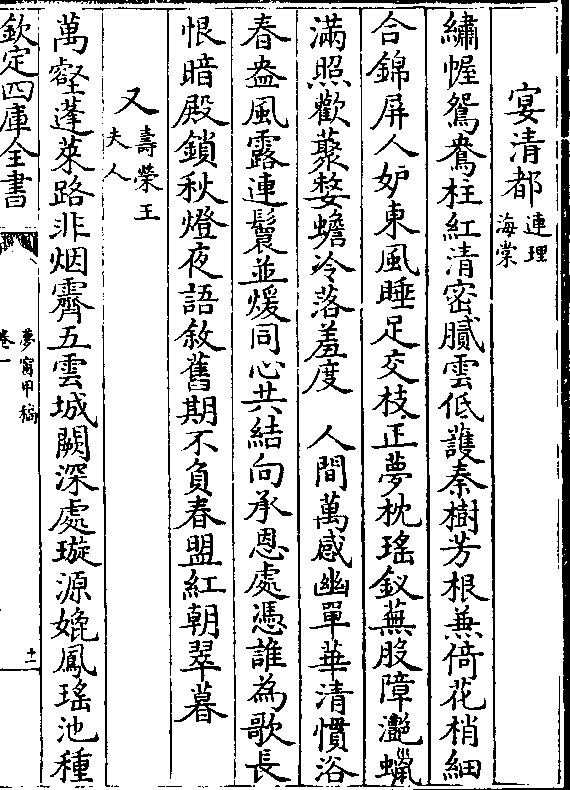 宴清都連理海棠
繡幄鴛鴦柱紅清密膩雲低護秦樹芳根兼倚花梢細
合錦屏人妒東風睡足交枝正夢枕瑤釵燕股障灔蠟
滿照歡藂嫠蟾冷落羞度　人間萬感幽單華清慣浴
春盎風露連鬟並煖同心共結向承恩處憑誰為歌長
恨暗殿鎖秋燈夜語敘舊期不負春盟紅朝翠暮
又壽榮王夫人
萬壑蓬萊路非烟霽五雲城闕深處璇源媲鳳瑤池種
欽定四庫全書
夢窗甲稿
卷一
十二